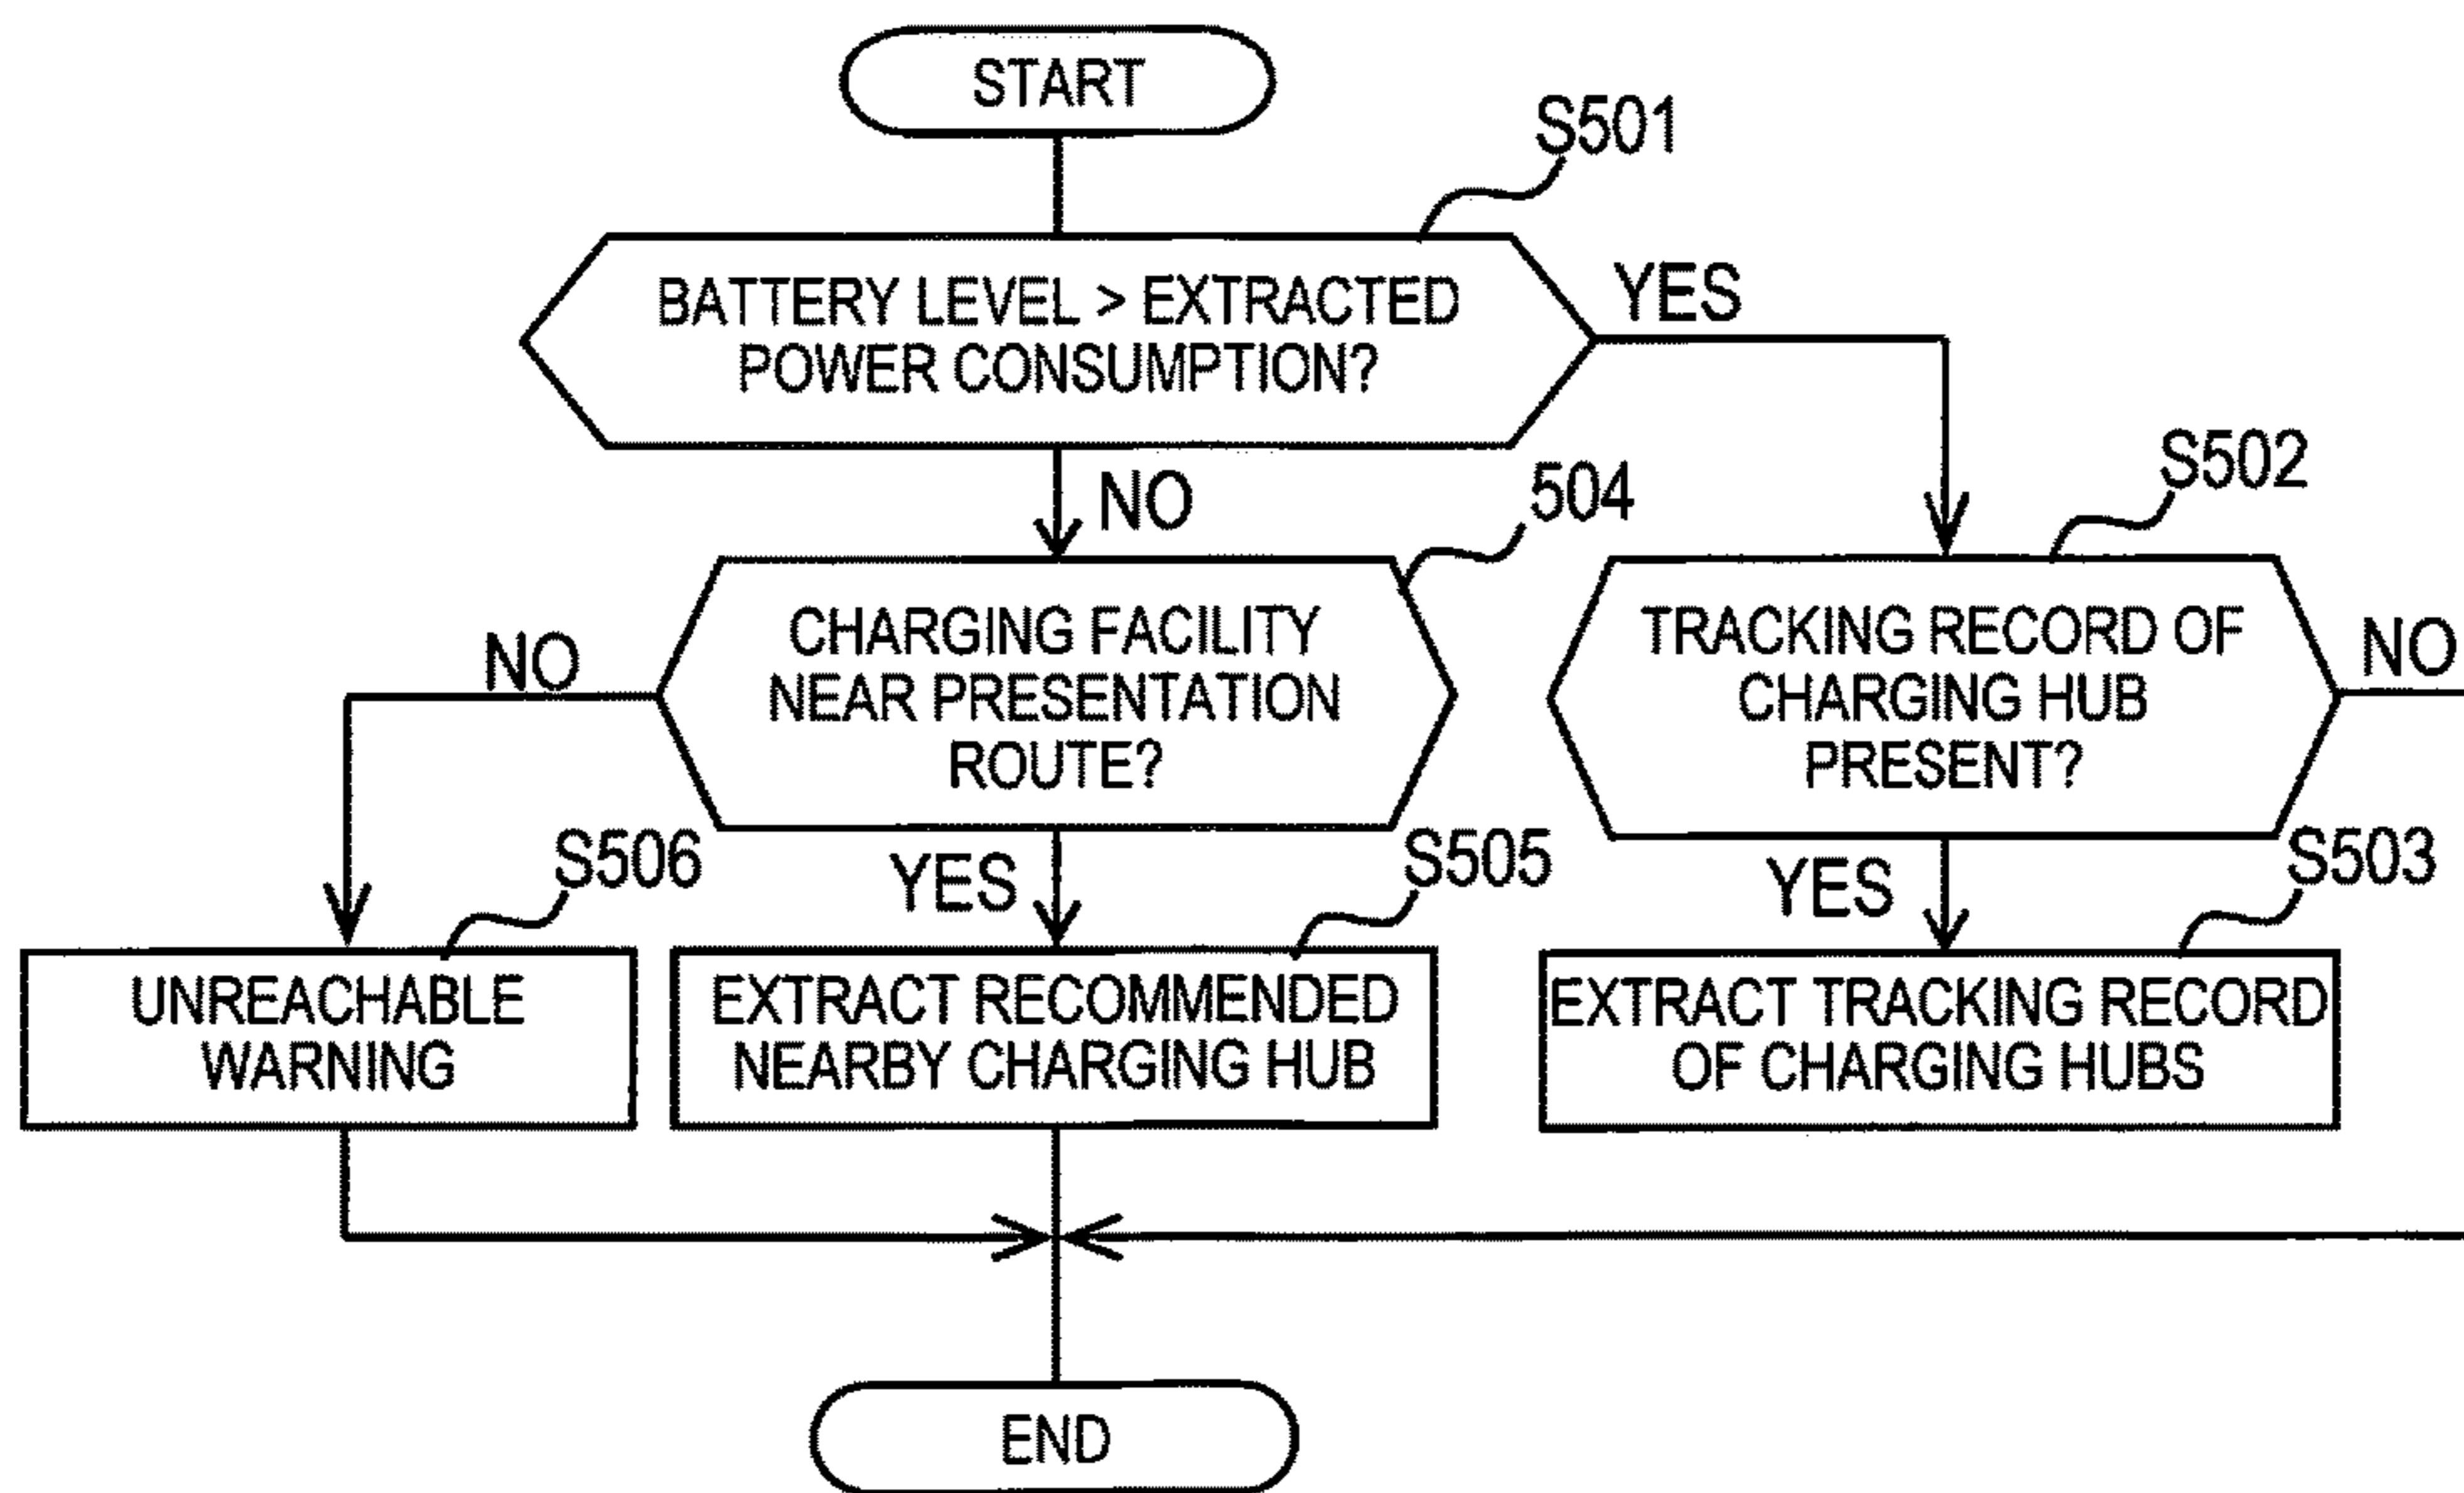 START
S501
BATTERY LEVEL > EXTRACTED
POWER CONSUMPTION?
YES
NO
504
S502
CHARGING FACILITY
NEAR PRESENTATION
ROUTE?
NO
TRACKING RECORD OF
CHARGING HUB
PRESENT?
NO
S506
YES
S505
YES
S503
UNREACHABLE
WARNING
EXTRACT RECOMMENDED
NEARBY CHARGING HUB
EXTRACT TRACKING RECORD
OF CHARGING HUBS
END